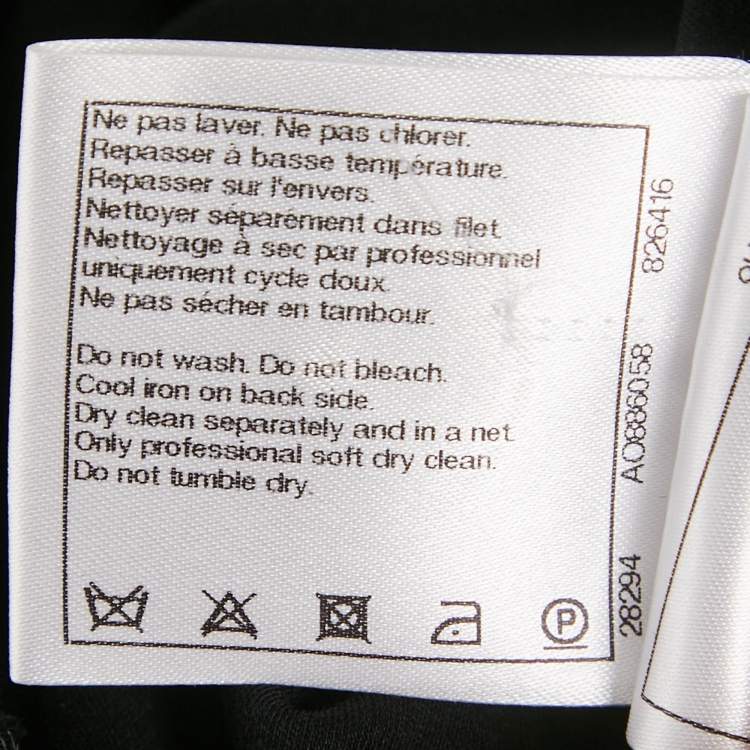 Ne pas laver. Ne pas chlorer.
Repasser à basse température.
Repasser sur l'envers.
Nettoyer séparément dans filet.
Nettoyage à sec par professionnel
uniquement cycle doux.
Ne pas sécher en tambour.
Do not wash. Do not bleach.
Cool iron on back side.
Dry clean separately and in a net.
Only professional soft dry clean.
Do not tumble dry.
P
28294 AO886058 826416